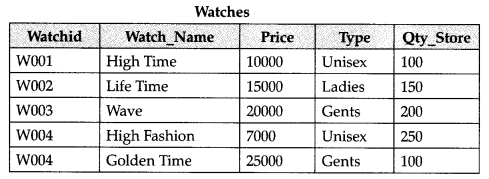 Watches
Watchid Watch_Name Price Type Qty_Store
W001 High Time 10000 Unisex 100
W002 Life Time 15000 Ladies 150
W003 Wave 20000 Gents 200
W004 High Fashion 7000 Unisex 250
W004 Golden Time 25000 Gents 100